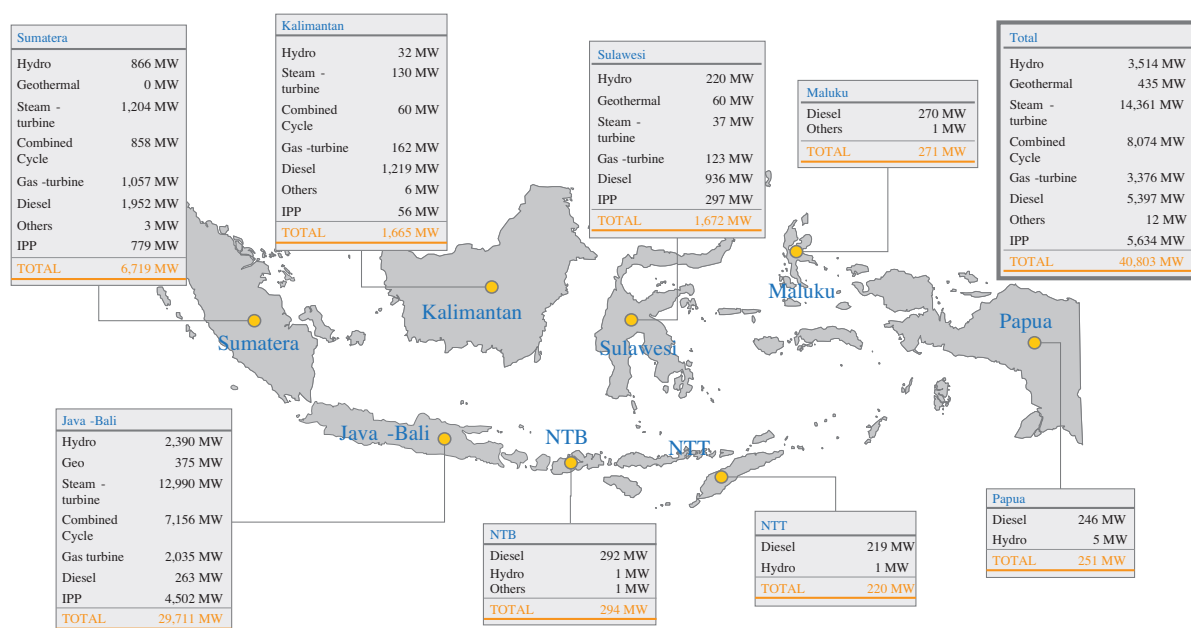 Sumatera
Hydro 866 MW
Geothermal 0 MW
Steam - 1,204 MW
turbine
Combined 858 MW
Cycle
Gas -turbine 1,057 MW
Diesel 1,952 MW
Others 3 MW
IPP 779 MW
TOTAL 6,719 MW
Kalimantan
Hydro 32 MW
Steam - 130 MW
turbine
Combined 60 MW
Cycle
Gas -turbine 162 MW
Diesel 1,219 MW
Others 6 MW
IPP 56 MW
TOTAL 1,665 MW
Sulawesi
Hydro 220 MW
Geothermal 60 MW
Steam - 37 MW
turbine
Gas -turbine 123 MW
Diesel 936 MW
IPP 297 MW
TOTAL 1,672 MW
Maluku
Diesel 270 MW
Others 1 MW
TOTAL 271 MW
Total
Hydro 3,514 MW
Geothermal 435 MW
Steam - 14,361 MW
turbine
Combined 8,074 MW
Cycle
Gas -turbine 3,376 MW
Diesel 5,397 MW
Others 12 MW
IPP 5,634 MW
TOTAL 40,803 MW
Sumatera
Kalimantan
Sulawesi
Maluku
Papua
Java -Bali
NTB
NTT
Java -Bali
Hydro 2,390 MW
Geo 375 MW
Steam - 12,990 MW
turbine
Combined 7,156 MW
Cycle
Gas turbine 2,035 MW
Diesel 263 MW
IPP 4,502 MW
TOTAL 29,711 MW
NTB
Diesel 292 MW
Hydro 1 MW
Others 1 MW
TOTAL 294 MW
NTT
Diesel 219 MW
Hydro 1 MW
TOTAL 220 MW
Papua
Diesel 246 MW
Hydro 5 MW
TOTAL 251 MW